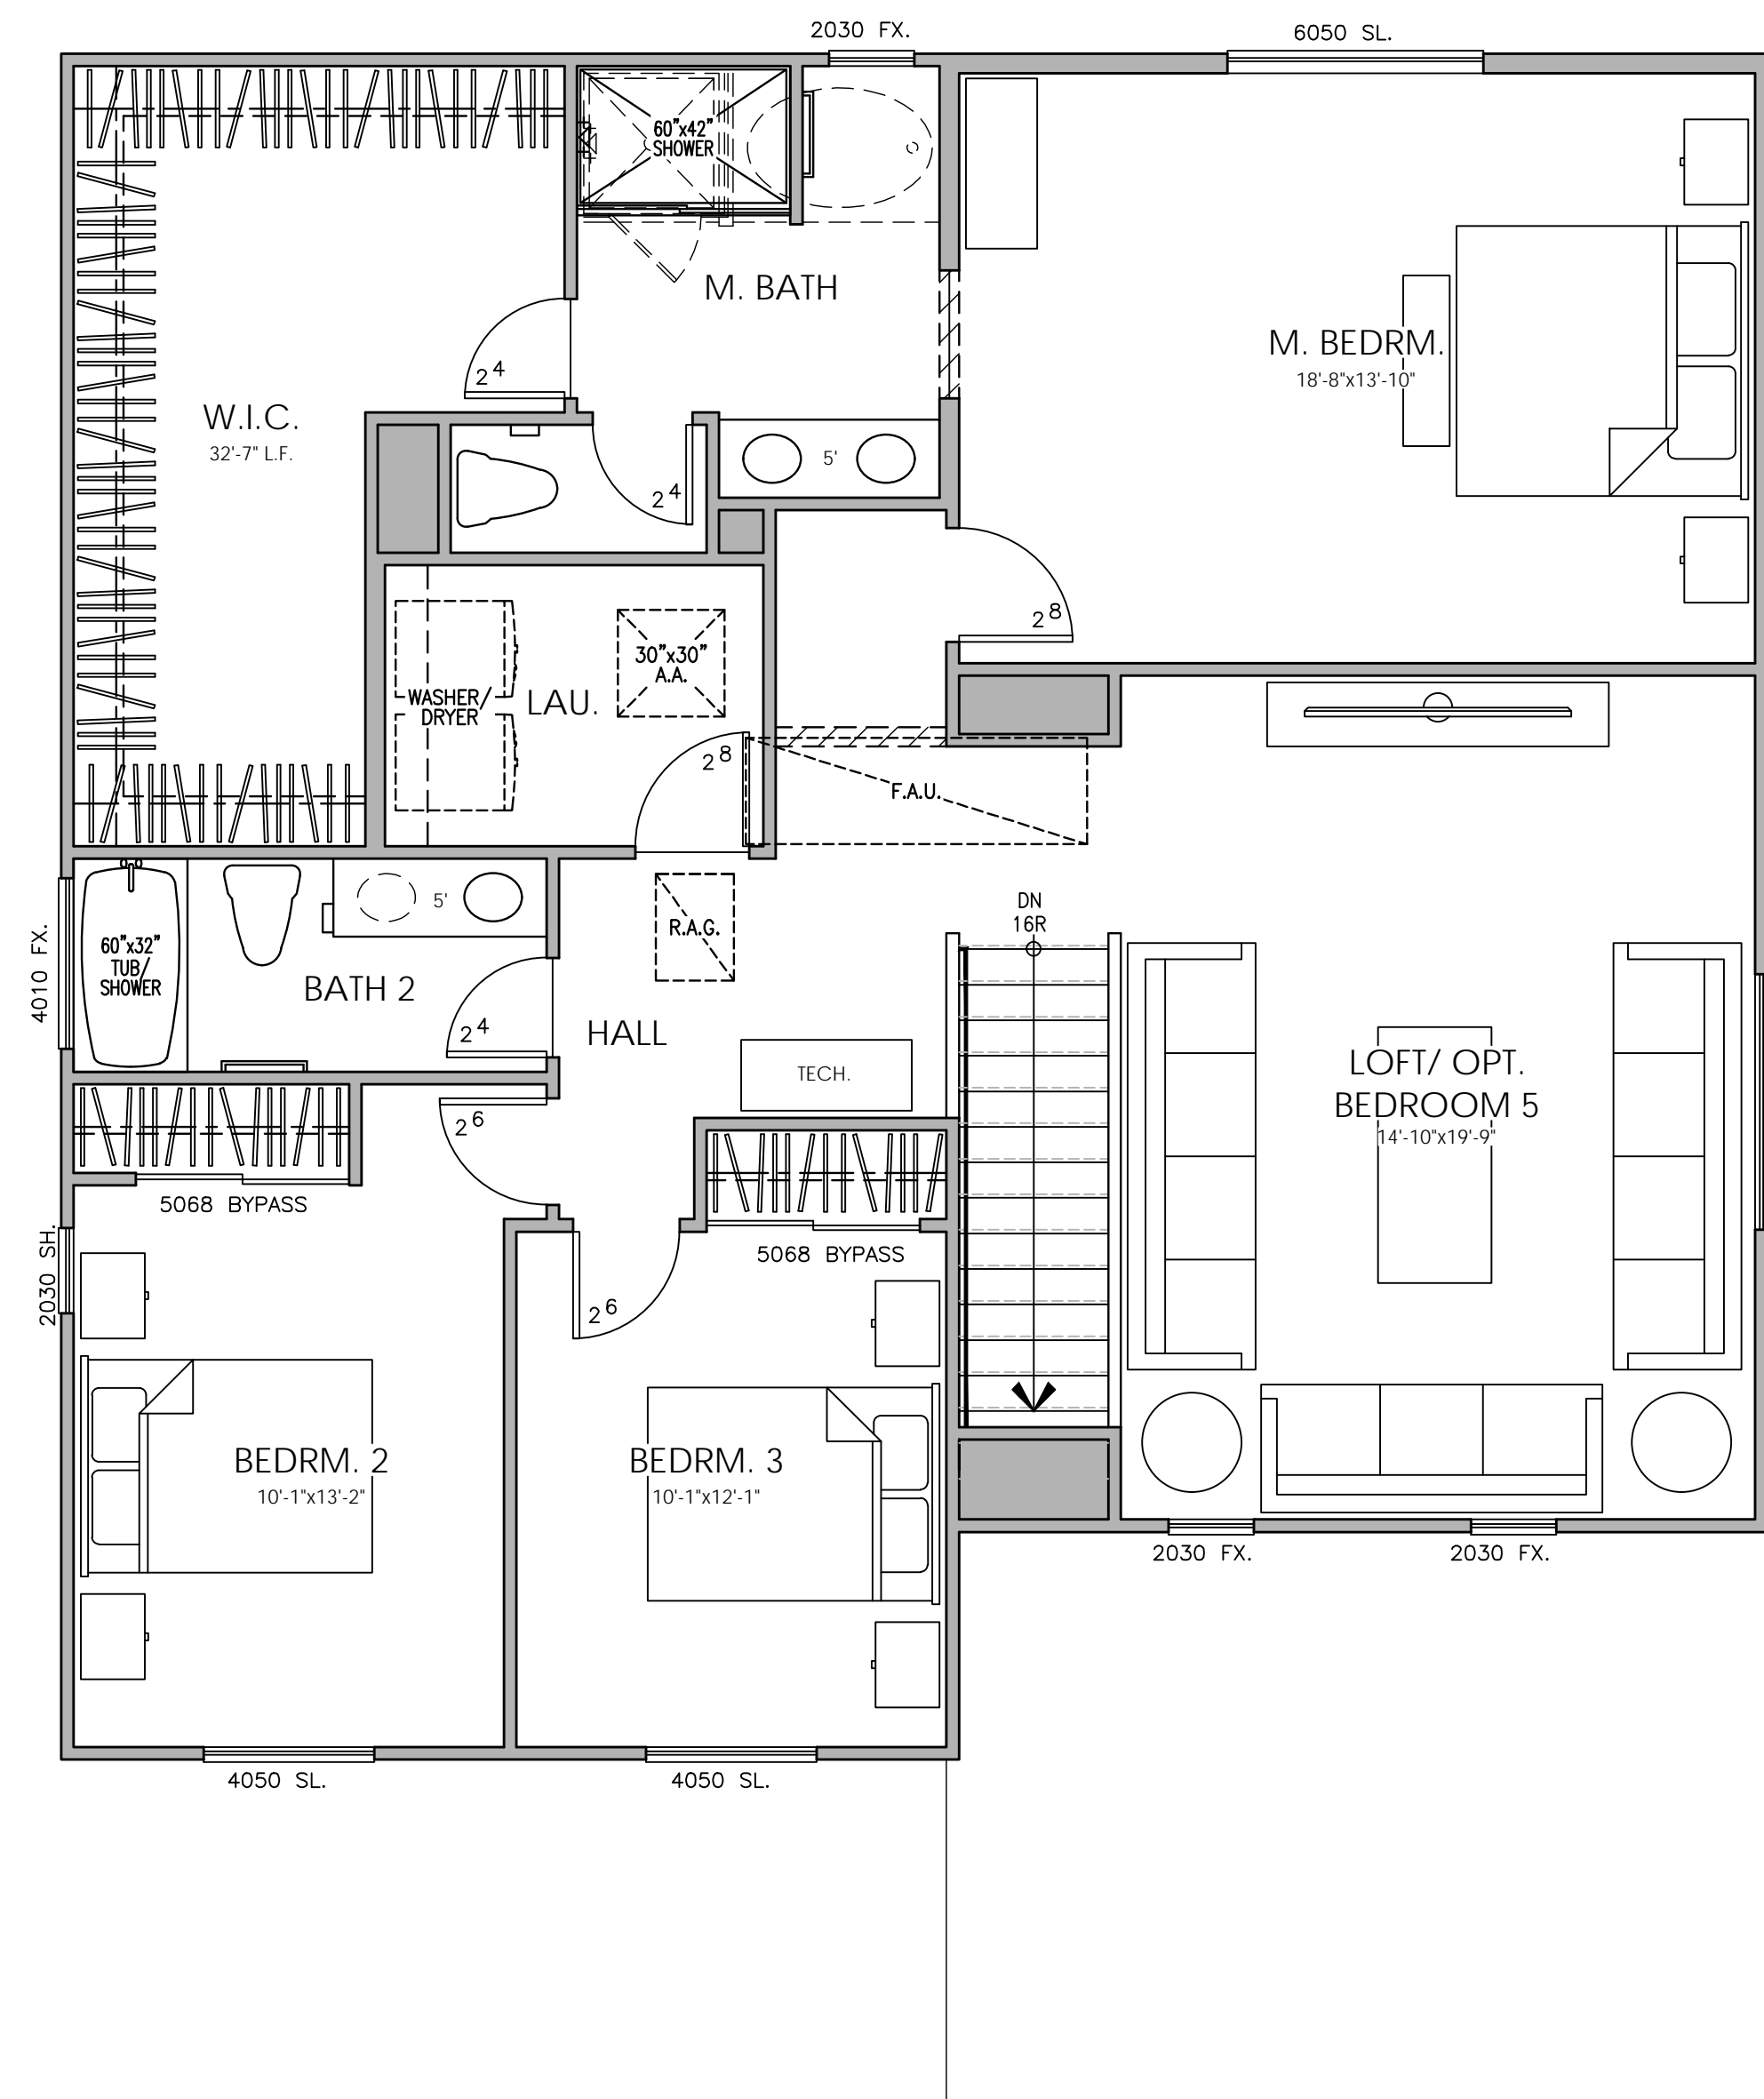 2030 FX.
6050 SL.
60"x42"
SHOWER
M. BATH
M. BEDRM.
18'-8"x13'-10"
2 4
W.I.C.
32'-7" L.F.
5'
2 4
2 8
30"x30"
A.A.
WASHER/
DRYER
LAU.
2 8
F.A.U.
4010 FX.
60"x32"
TUB/
SHOWER
5'
BATH 2
2 4
R.A.G.
HALL
DN
16R
TECH.
LOFT/ OPT.
BEDROOM 5
14'-10"x19'-9"
2 6
5068 BYPASS
2030 SH.
5068 BYPASS
2 6
BEDRM. 2
10'-1"x13'-2"
BEDRM. 3
10'-1"x12'-1"
2030 FX.
2030 FX.
4050 SL.
4050 SL.